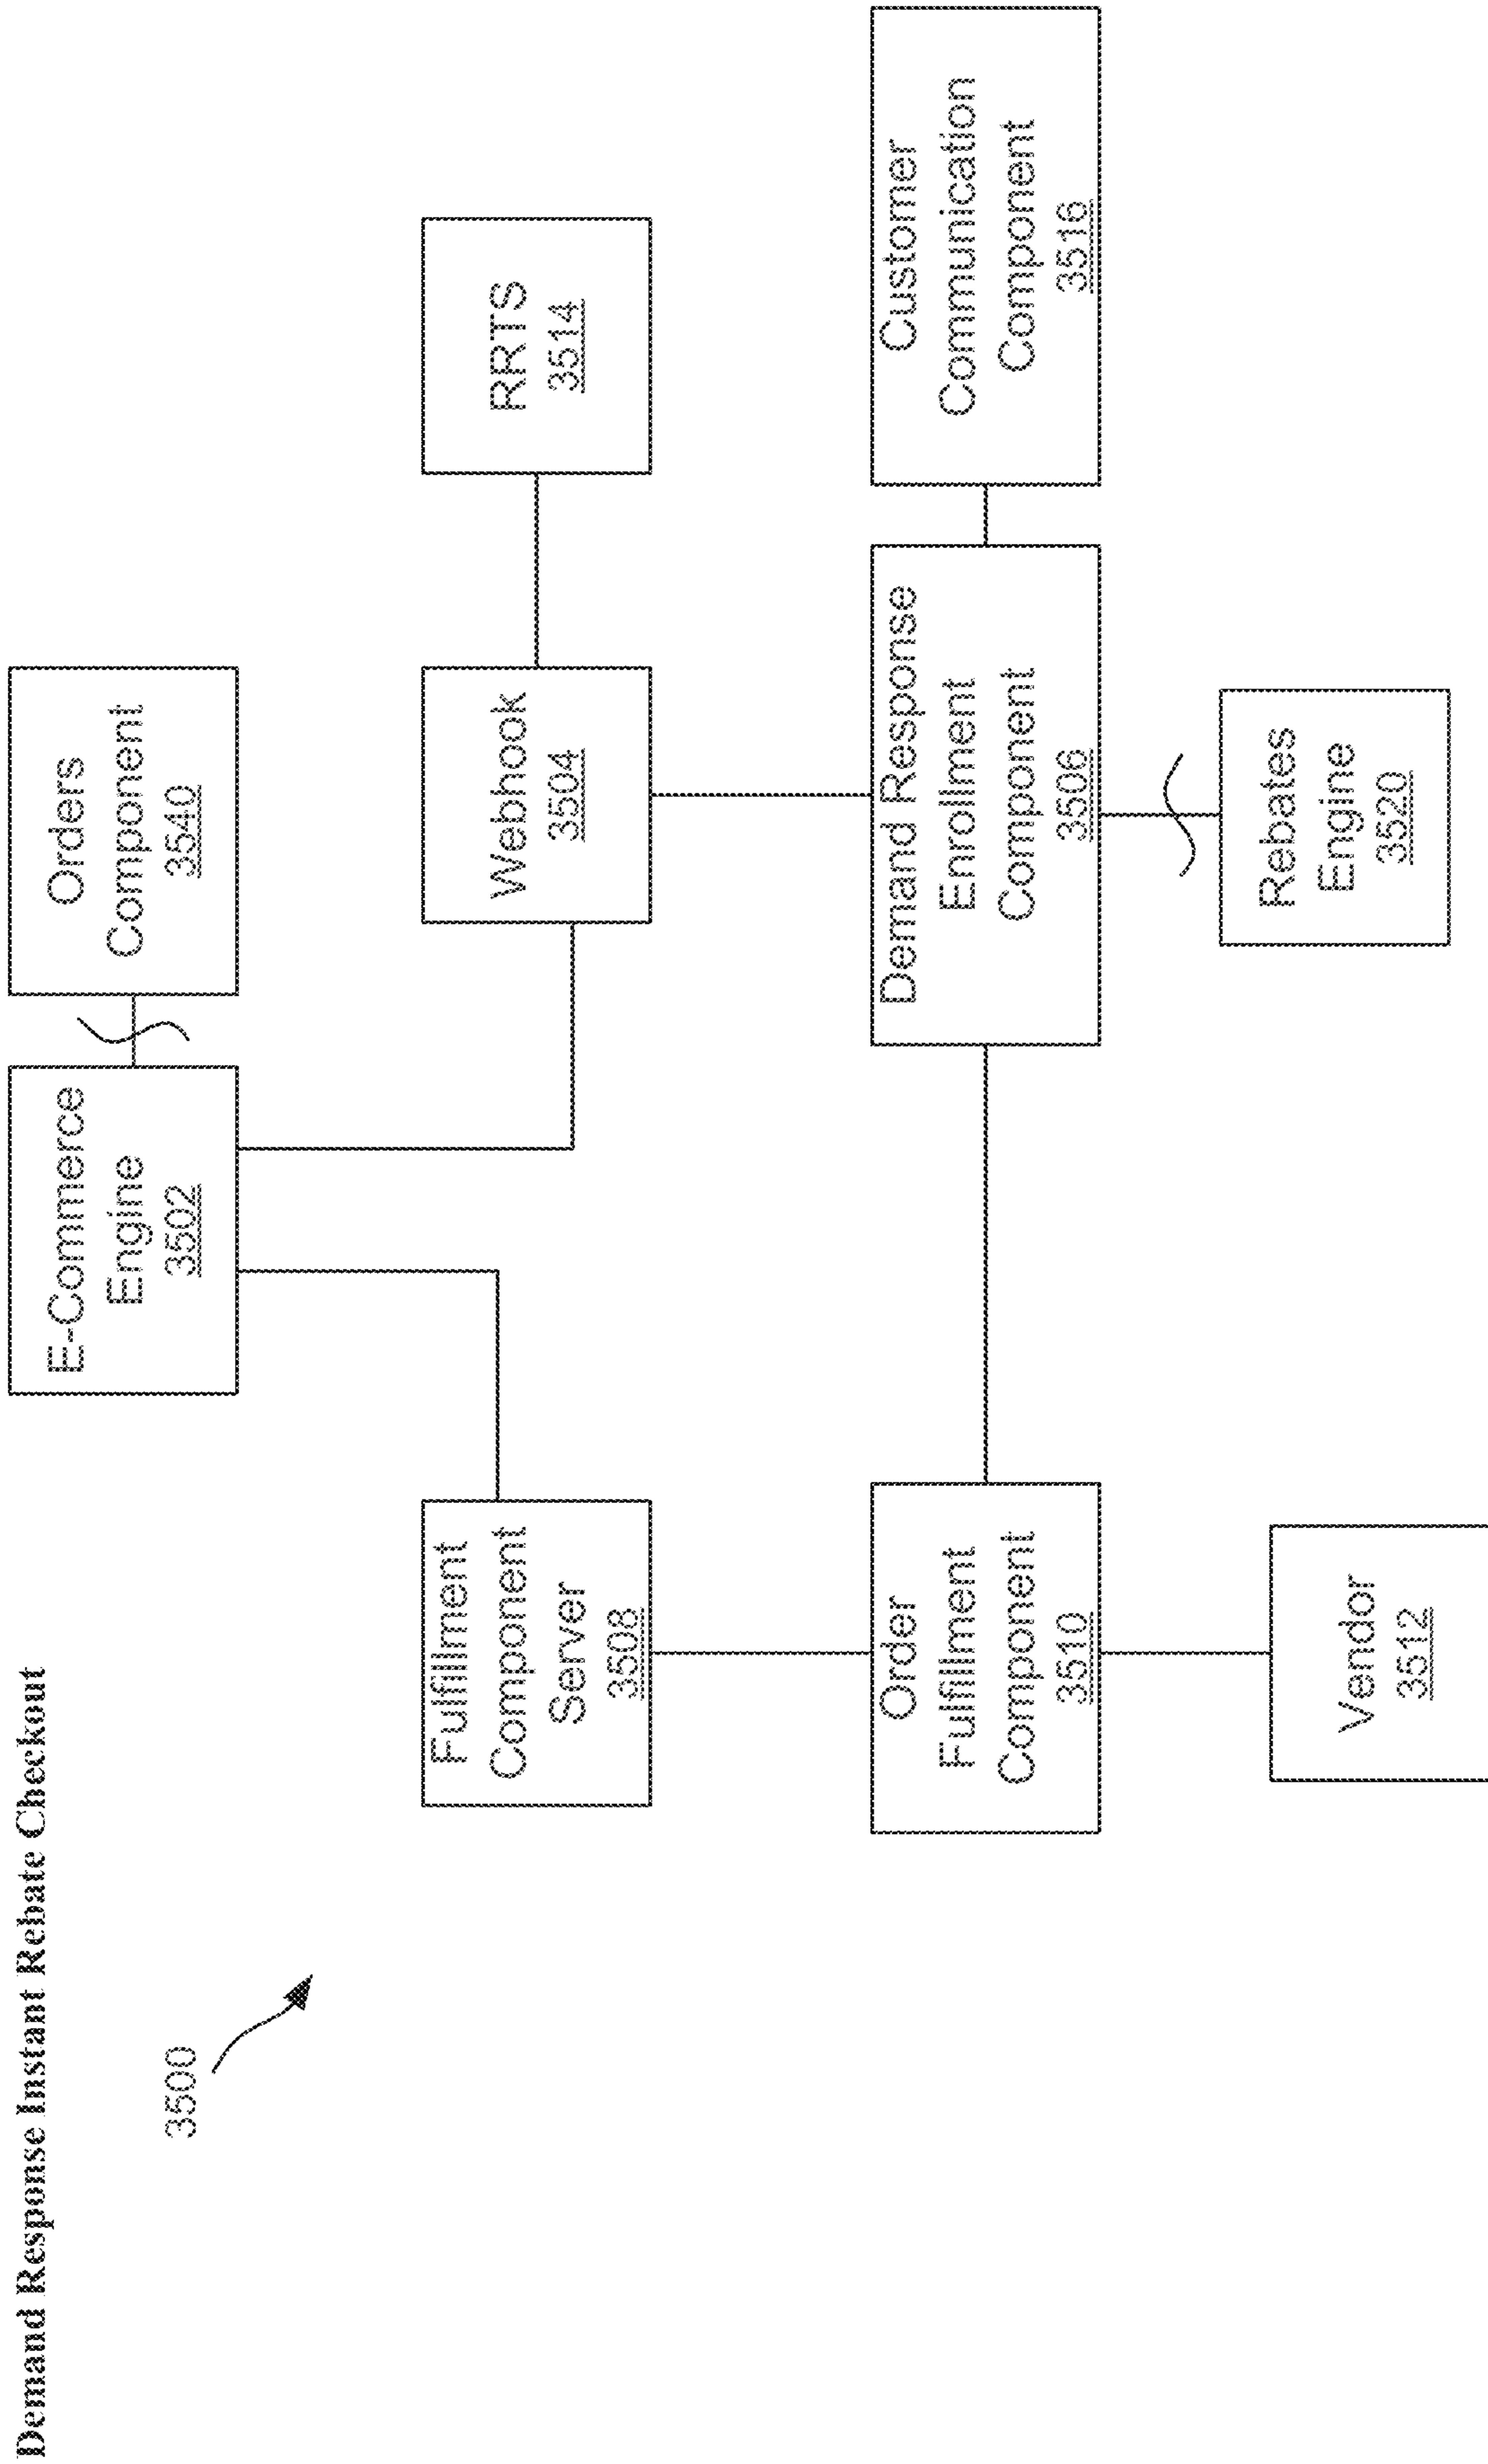 Demand Response Instant Rebate Checkout
3500
E-Commerce
Engine
3502
Orders
Component
3540
Fulfillment
Component
Server
3508
Webhook
3504
RRTS
3514
Order
Fulfillment
Component
3510
Demand Response
Enrollment
Component
3506
Customer
Communication
Component
3516
Vendor
3512
Rebates
Engine
3520